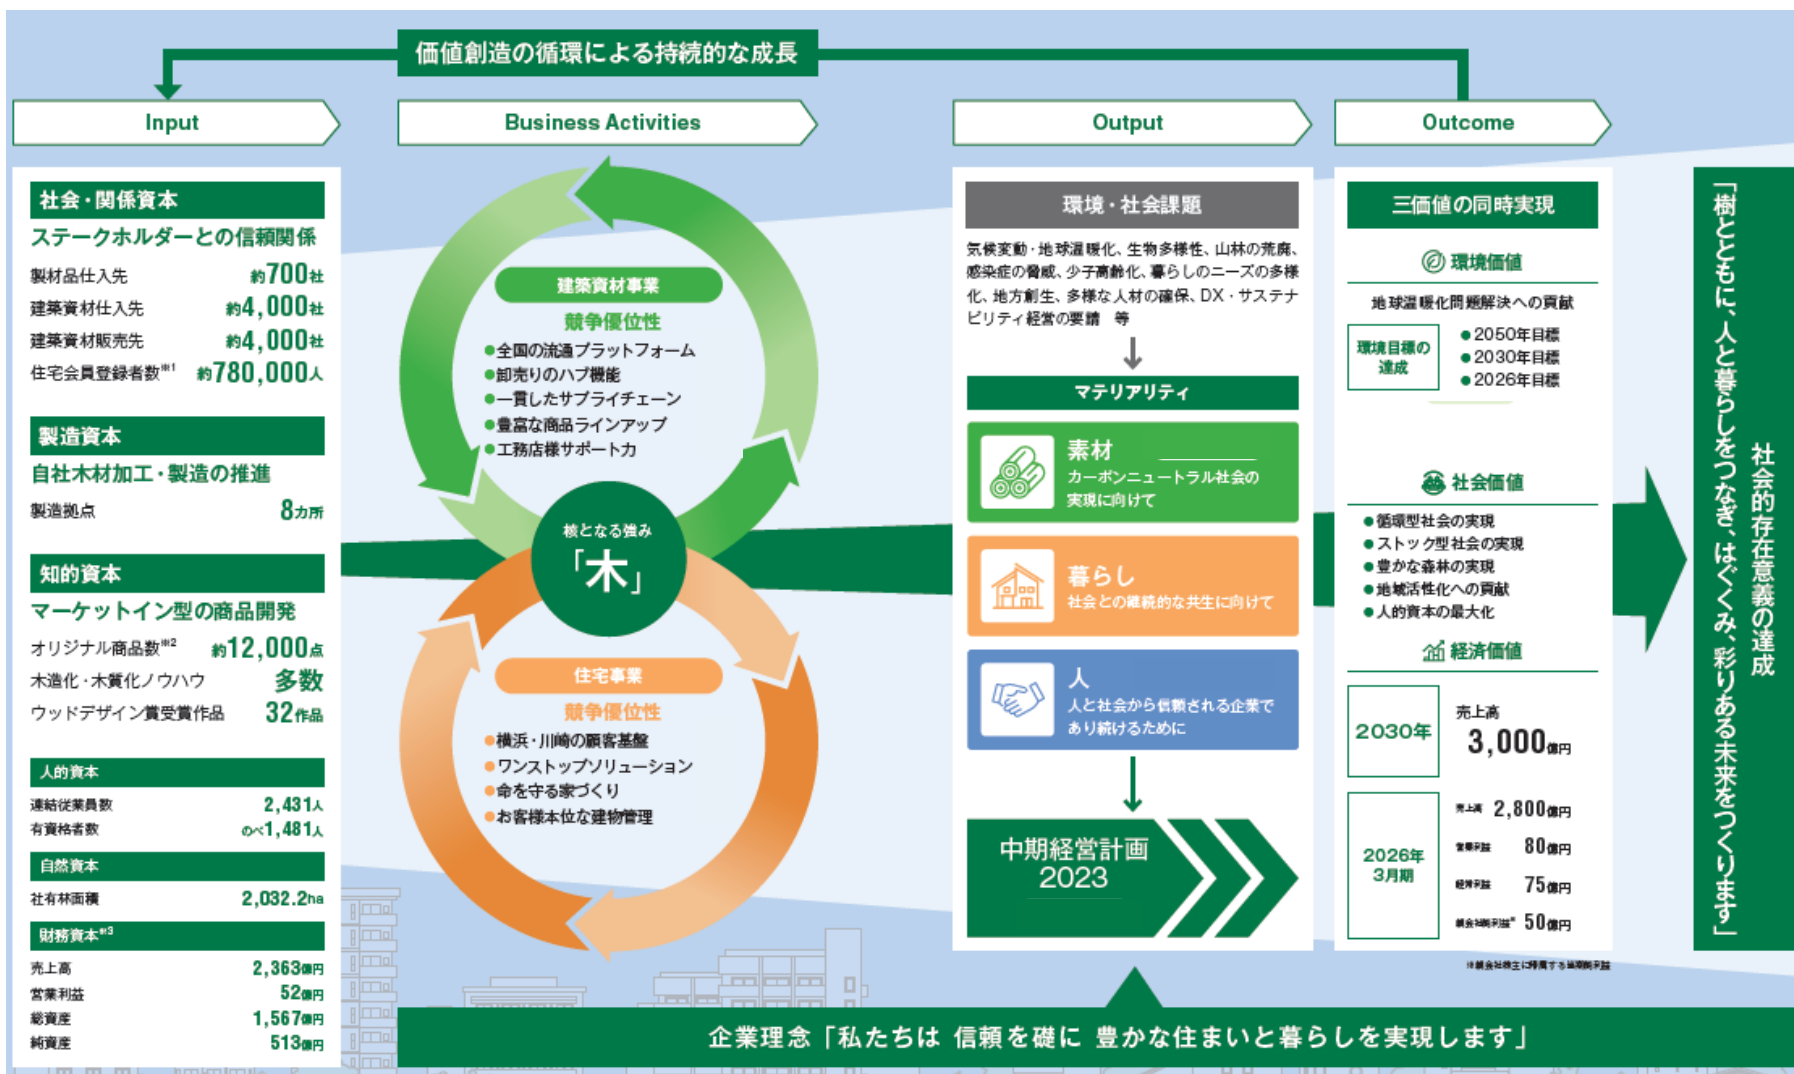 価値創造の循環による持続的な成長
Input
Business Activities
Output
Outcome
社会・関係資本
ステークホルダーとの信頼関係
製材品仕入先 約700社
建築資材仕入先 約4,000社
建築資材販売先 約4,000社
住宅会員登録者数※1 約780,000人
製造資本
自社木材加工・製造の推進
製造拠点 8カ所
知的資本
マーケットイン型の商品開発
オリジナル商品数※2 約12,000点
木造化・木質化ノウハウ 多数
ウッドデザイン賞受賞作品 32作品
人的資本
連結従業員数 2,431人
有資格者数 のべ1,481人
自然資本
社有林面積 2,032.2ha
財務資本※3
売上高 2,363億円
営業利益 52億円
総資産 1,567億円
純資産 513億円
建築資材事業
競争優位性
●全国の流通プラットフォーム
●卸売りのハブ機能
●一貫したサプライチェーン
●豊富な商品ラインアップ
●工務店様サポート力
核となる強み
「木」
住宅事業
競争優位性
●横浜・川崎の顧客基盤
●ワンストップソリューション
●命を守る家づくり
●お客様本位な建物管理
環境・社会課題
気候変動・地球温暖化、生物多様性、山林の荒廃、
感染症の脅威、少子高齢化、暮らしのニーズの多様
化、地方創生、多様な人材の確保、DX・サステナ
ビリティ経営の要請 等
マテリアリティ
素材
カーボンニュートラル社会の
実現に向けて
暮らし
社会との継続的な共生に向けて
人
人と社会から信頼される企業で
あり続けるために
中期経営計画
2023
三価値の同時実現
環境価値
地球温暖化問題解決への貢献
環境目標の
達成
●2050年目標
●2030年目標
●2026年目標
社会価値
●循環型社会の実現
●ストック型社会の実現
●豊かな森林の実現
●地域活性化への貢献
●人的資本の最大化
経済価値
2030年
売上高
3,000億円
2026年
3月期
売上高 2,800億円
営業利益 80億円
経常利益 75億円
親会社純利益※ 50億円
※親会社株主に帰属する当期純利益
社会的存在意義の達成
「樹とともに、人と暮らしをつなぎ、はぐくみ、彩りある未来をつくります」
企業理念「私たちは 信頼を礎に 豊かな住まいと暮らしを実現します」